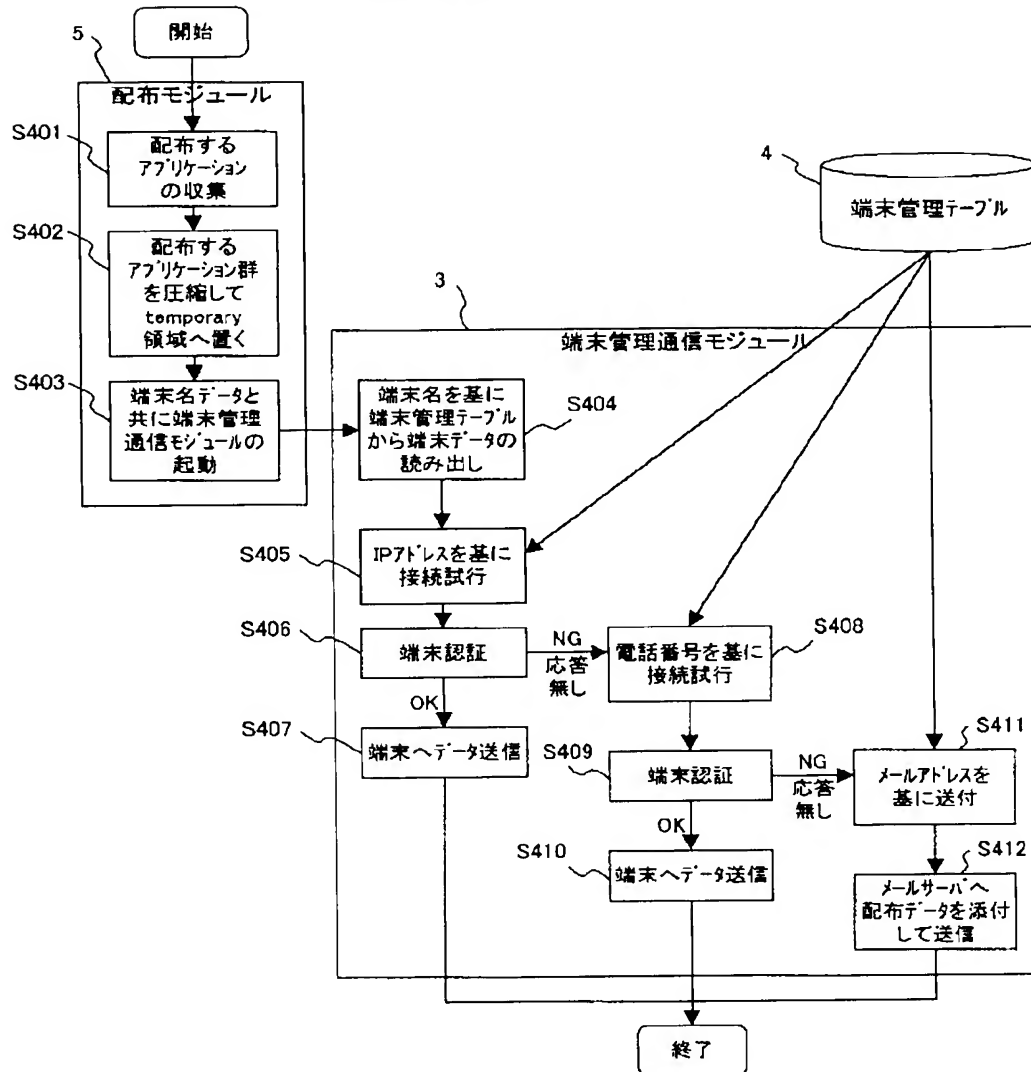 開始
5
配布モジュール
S401
配布する
アプリケーション
の収集
S402
配布する
アプリケーション群
を圧縮して
temporary
領域へ置く
S403
端末名データと
共に端末管理
通信モジュールの
起動
4
端末管理テーブル
3
端末管理通信モジュール
端末名を基に
端末管理テーブル
から端末データの
読み出し
S404
S405
IPアドレスを基に
接続試行
S406
端末認証
NG
応答
無し
OK
S407
端末へデータ送信
電話番号を基に
接続試行
S408
S409
端末認証
NG
応答
無し
OK
S410
端末へデータ送信
S411
メールアドレスを
基に送付
S412
メールサーバへ
配布データを添付
して送信
終了